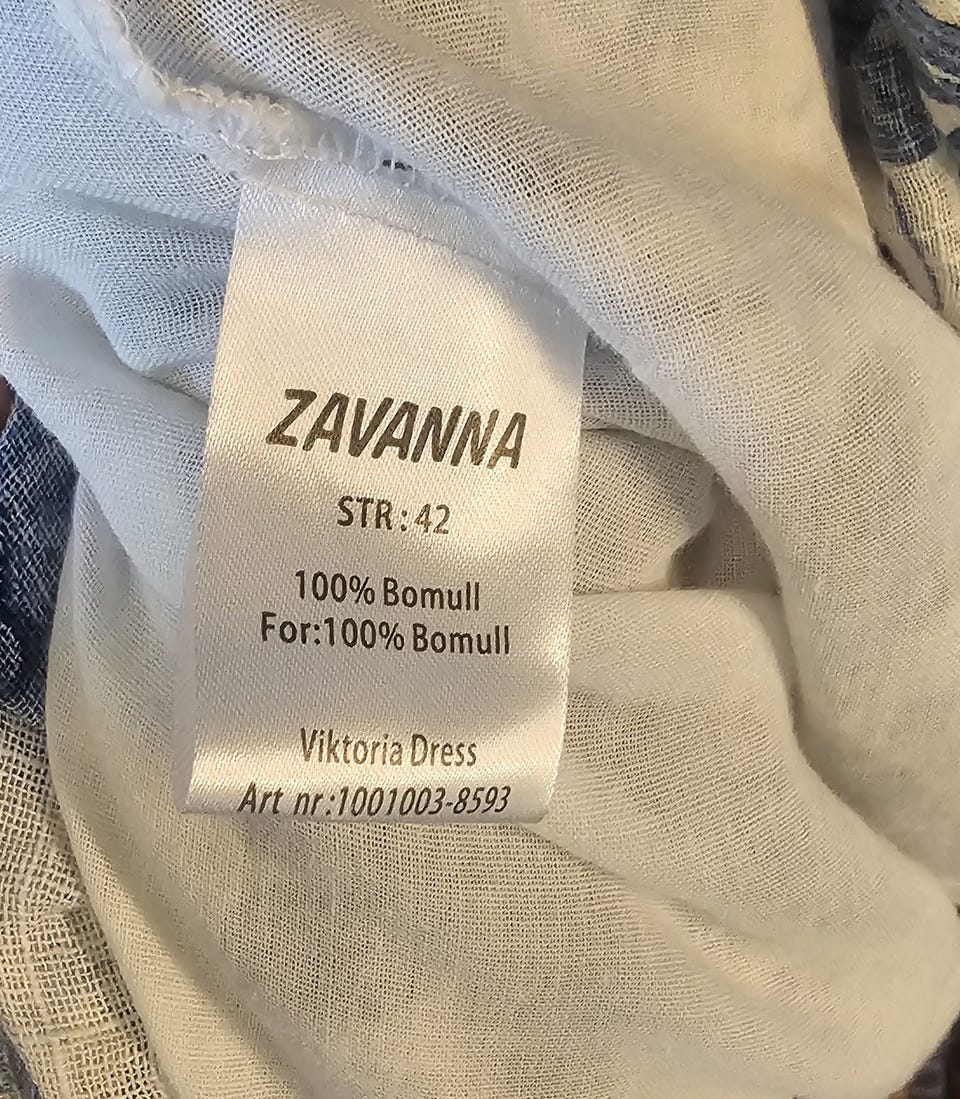 ZAVANNA
STR: 42
100% Bomull
For:100% Bomull
Viktoria Dress
Art nr:1001003-8593